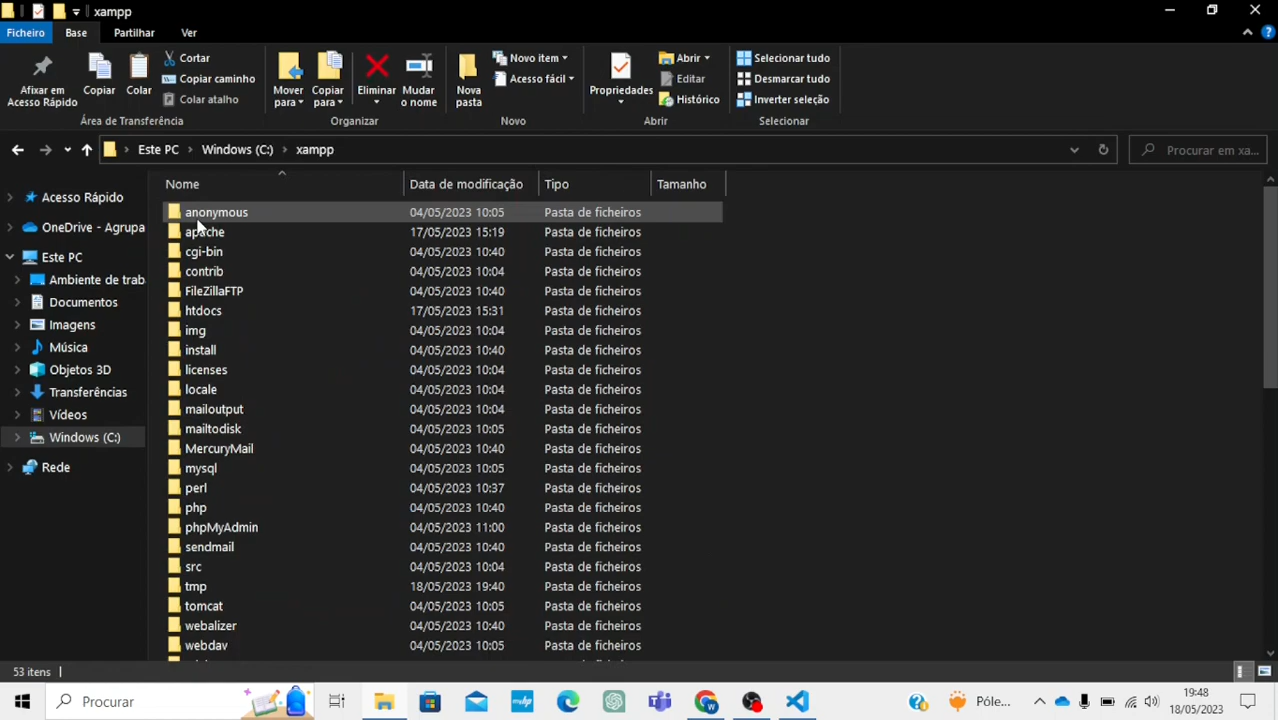 xampp
Ficheiro Base Partilhar Ver
Afixar em Acesso Rápido
Copiar
Colar
Cortar
Copiar caminho
Colar atalho
Mover para
Copiar para
Eliminar
Mudar o nome
Nova pasta
Novo item
Acesso fácil
Propriedades
Abrir
Editar
Histórico
Selecionar tudo
Desmarcar tudo
Inverter seleção
Área de Transferência Organizar Novo Abrir Selecionar
Este PC Windows (C:) xampp Procurar em xa...
Acesso Rápido
OneDrive - Agrupa
Este PC
Ambiente de trab
Documentos
Imagens
Música
Objetos 3D
Transferências
Vídeos
Windows (C:)
Rede
Nome Data de modificação Tipo Tamanho
anonymous 04/05/2023 10:05 Pasta de ficheiros
apache 17/05/2023 15:19 Pasta de ficheiros
cgi-bin 04/05/2023 10:40 Pasta de ficheiros
contrib 04/05/2023 10:04 Pasta de ficheiros
FileZillaFTP 04/05/2023 10:40 Pasta de ficheiros
htdocs 17/05/2023 15:31 Pasta de ficheiros
img 04/05/2023 10:04 Pasta de ficheiros
install 04/05/2023 10:40 Pasta de ficheiros
licenses 04/05/2023 10:04 Pasta de ficheiros
locale 04/05/2023 10:04 Pasta de ficheiros
mailoutput 04/05/2023 10:04 Pasta de ficheiros
mailtodisk 04/05/2023 10:05 Pasta de ficheiros
MercuryMail 04/05/2023 10:40 Pasta de ficheiros
mysql 04/05/2023 10:05 Pasta de ficheiros
perl 04/05/2023 10:37 Pasta de ficheiros
php 04/05/2023 10:40 Pasta de ficheiros
phpMyAdmin 04/05/2023 11:00 Pasta de ficheiros
sendmail 04/05/2023 10:40 Pasta de ficheiros
src 04/05/2023 10:04 Pasta de ficheiros
tmp 18/05/2023 19:40 Pasta de ficheiros
tomcat 04/05/2023 10:05 Pasta de ficheiros
webalizer 04/05/2023 10:40 Pasta de ficheiros
webdav 04/05/2023 10:05 Pasta de ficheiros
53 itens
Procurar
Póle...
19:48
18/05/2023